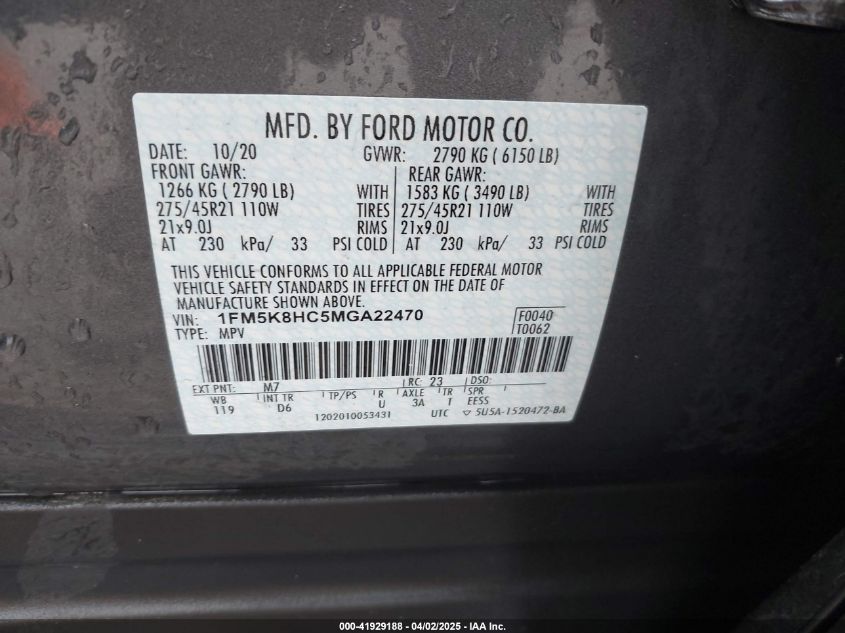 MFD. BY FORD MOTOR CO.
DATE: 10/20 GVWR: 2790 KG ( 6150 LB)
FRONT GAWR: REAR GAWR:
1266 KG ( 2790 LB) WITH 1583 KG ( 3490 LB) WITH
275/45R21 110W TIRES 275/45R21 110W TIRES
21x9.0J RIMS 21x9.0J RIMS
AT 230 kPa/ 33 PSI COLD AT 230 kPa/ 33 PSI COLD
THIS VEHICLE CONFORMS TO ALL APPLICABLE FEDERAL MOTOR
VEHICLE SAFETY STANDARDS IN EFFECT ON THE DATE OF
MANUFACTURE SHOWN ABOVE.
VIN: 1FM5K8HC5MGA22470 F0040
TYPE: MPV T0062
EXT PNT: M7 RC: 23 DSO:
WB INT TR TP/PS R AXLE TR SPR
119 D6 U 3A T EESS
1202010053431 UTC ▽ 5U5A-1520472-BA
000-41929188 - 04/02/2025 - IAA Inc.